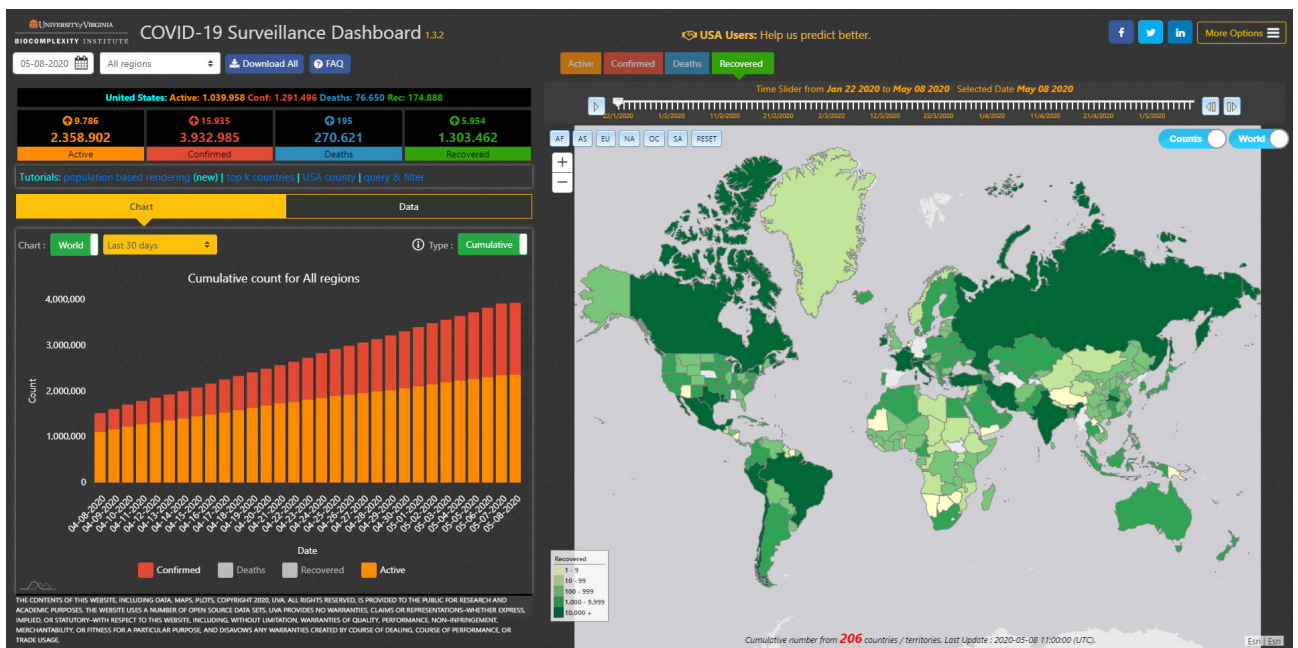 UNIVERSITY of VIRGINIA
BIOCOMPLEXITY INSTITUTE
COVID-19 Surveillance Dashboard 1.3.2
USA Users: Help us predict better.
f in More Options
05-08-2020 All regions Download All FAQ
Active Confirmed Deaths Recovered
United States: Active: 1.039.958 Conf: 1.291.496 Deaths: 76.650 Rec: 174.888
9.786 15.935 195 5.954
2.358.902 3.932.985 270.621 1.303.462
Active Confirmed Deaths Recovered
Tutorials: population based rendering (new) | top k countries | USA county | query & filter
Chart Data
Chart : World Last 30 days Type : Cumulative
Cumulative count for All regions
4,000,000
3,000,000
2,000,000
1,000,000
0
Count
04-08-2020 04-09-2020 04-10-2020 04-12-2020 04-13-2020 04-14-2020 04-15-2020 04-16-2020 04-17-2020 04-18-2020 04-19-2020 04-20-2020 04-21-2020 04-22-2020 04-23-2020 04-24-2020 04-25-2020 04-26-2020 04-27-2020 04-28-2020 04-29-2020 04-30-2020 05-01-2020 05-02-2020 05-03-2020 05-04-2020 05-05-2020 05-06-2020 05-07-2020 05-08-2020
Date
Confirmed Deaths Recovered Active
THE CONTENTS OF THIS WEBSITE, INCLUDING DATA, MAPS, PLOTS, COPYRIGHT 2020, UVA, ALL RIGHTS RESERVED, IS PROVIDED TO THE PUBLIC FOR RESEARCH AND
ACADEMIC PURPOSES. THE WEBSITE USES A NUMBER OF OPEN SOURCE DATA SETS. UVA PROVIDES NO WARRANTIES, CLAIMS OR REPRESENTATIONS–WHETHER EXPRESS,
IMPLIED, OR STATUTORY–WITH RESPECT TO THIS WEBSITE, INCLUDING, WITHOUT LIMITATION, WARRANTIES OF QUALITY, PERFORMANCE, NON-INFRINGEMENT,
MERCHANTABILITY, OR FITNESS FOR A PARTICULAR PURPOSE, AND DISAVOWS ANY WARRANTIES CREATED BY COURSE OF DEALING, COURSE OF PERFORMANCE, OR
TRADE USAGE.
Time Slider from Jan 22 2020 to May 08 2020 Selected Date May 08 2020
22/1/2020 1/2/2020 11/2/2020 21/2/2020 2/3/2020 12/3/2020 22/3/2020 1/4/2020 11/4/2020 21/4/2020 1/5/2020
AF AS EU NA OC SA RESET
Counts World
+
−
Recovered
1 - 9
10 - 99
100 - 999
1.000 - 9.999
10.000 +
Cumulative number from 206 countries / territories. Last Update : 2020-05-08 11:00:00 (UTC).
Esri | Esri